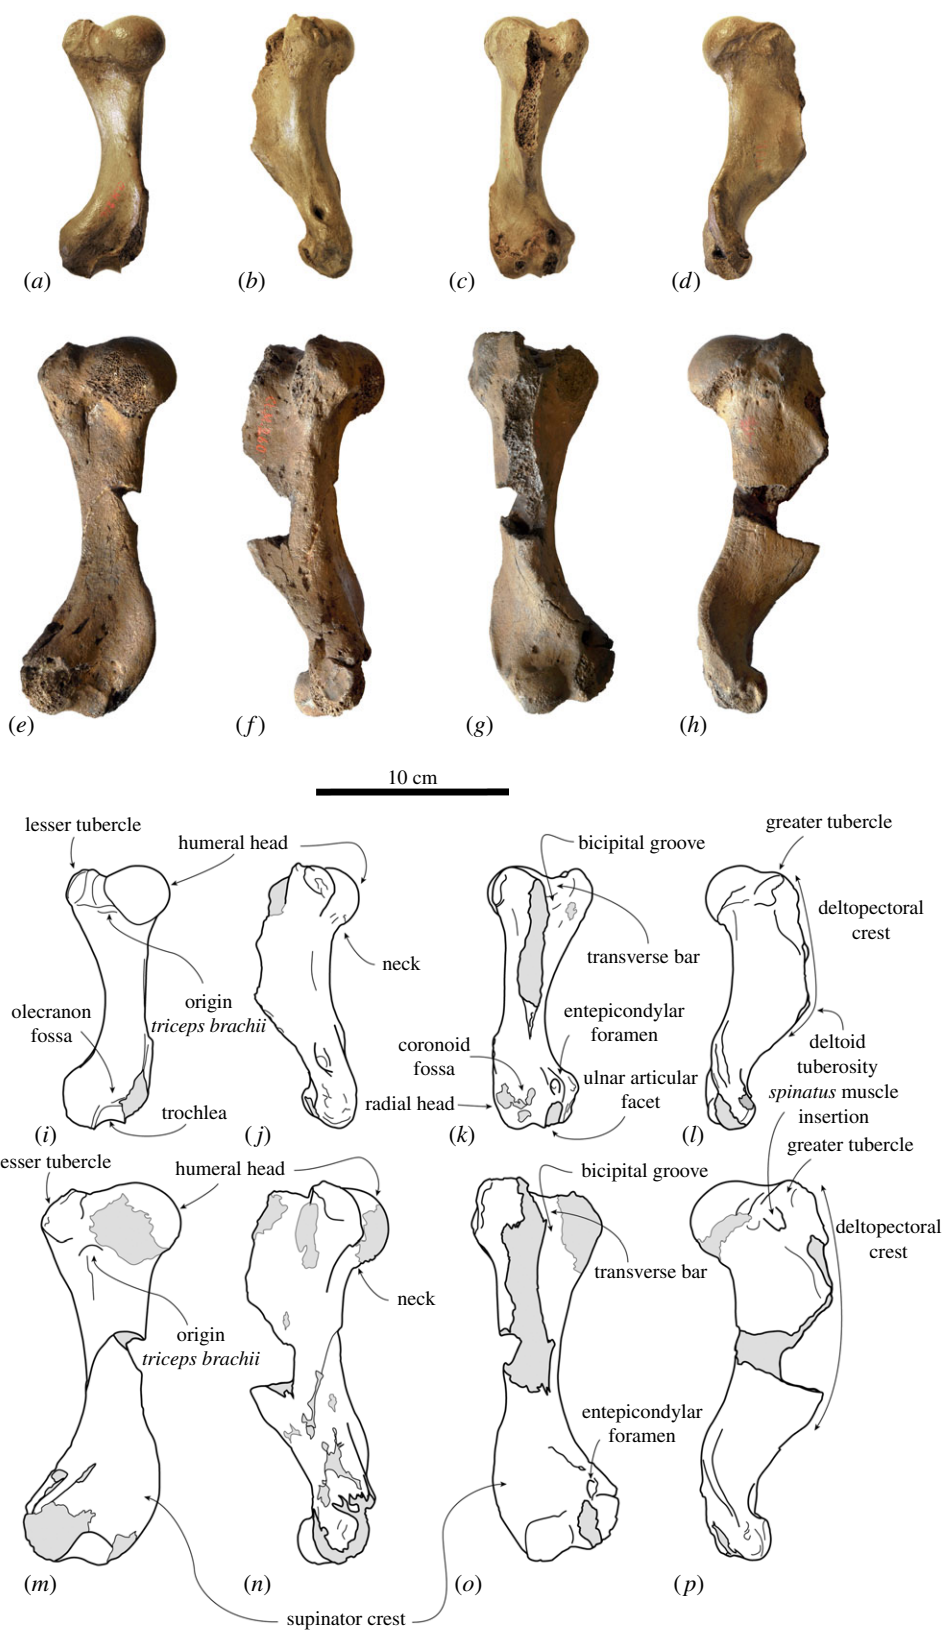 (a)
(b)
(c)
(d)
(e)
(f)
(g)
(h)
10 cm
lesser tubercle
humeral head
bicipital groove
greater tubercle
deltopectoral
crest
neck
transverse bar
origin
triceps brachii
olecranon
fossa
entepicondylar
foramen
coronoid
fossa
deltoid
tuberosity
ulnar articular
facet
radial head
trochlea
spinatus muscle
insertion
(i)
(j)
(k)
(l)
esser tubercle
humeral head
bicipital groove
greater tubercle
deltopectoral
crest
transverse bar
neck
origin
triceps brachii
entepicondylar
foramen
(m)
(n)
(o)
(p)
supinator crest